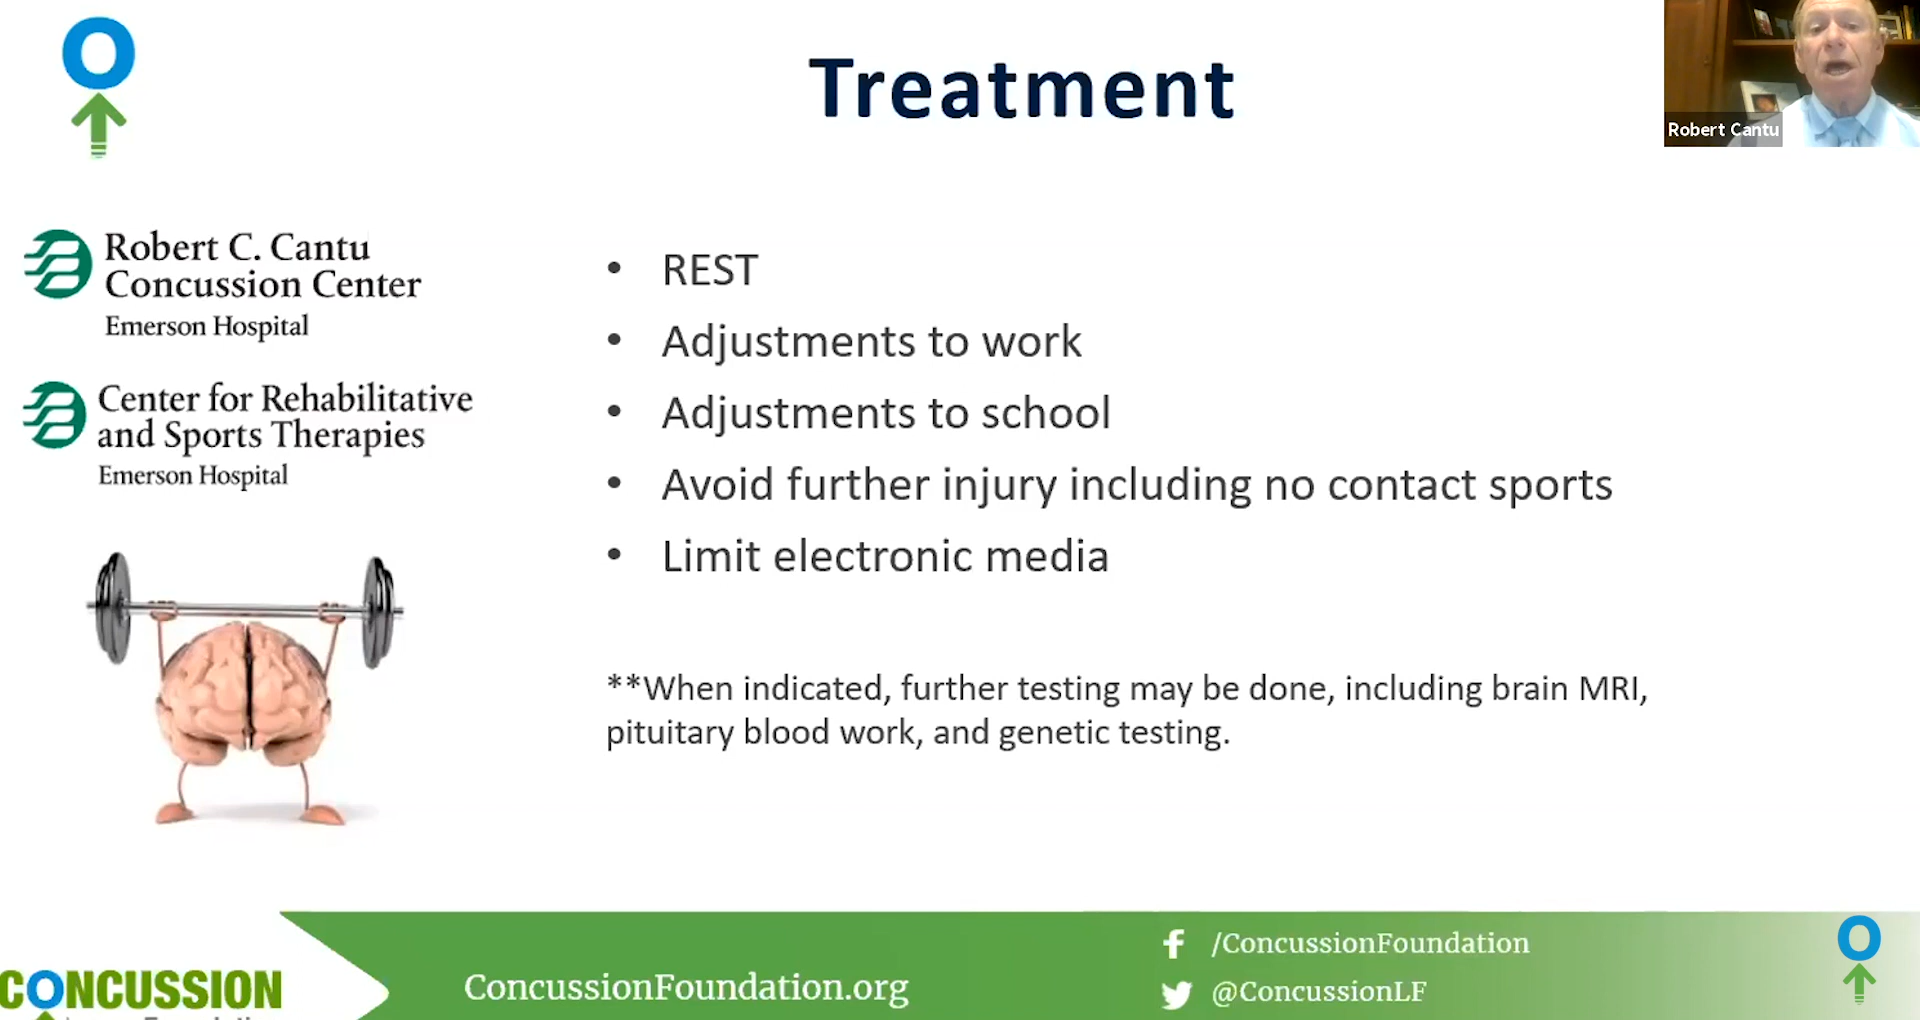 Treatment
Robert Cantu
Robert C. Cantu
Concussion Center
Emerson Hospital
Center for Rehabilitative
and Sports Therapies
Emerson Hospital
• REST
• Adjustments to work
• Adjustments to school
• Avoid further injury including no contact sports
• Limit electronic media
**When indicated, further testing may be done, including brain MRI,
pituitary blood work, and genetic testing.
CONCUSSION
ConcussionFoundation.org
/ConcussionFoundation
@ConcussionLF